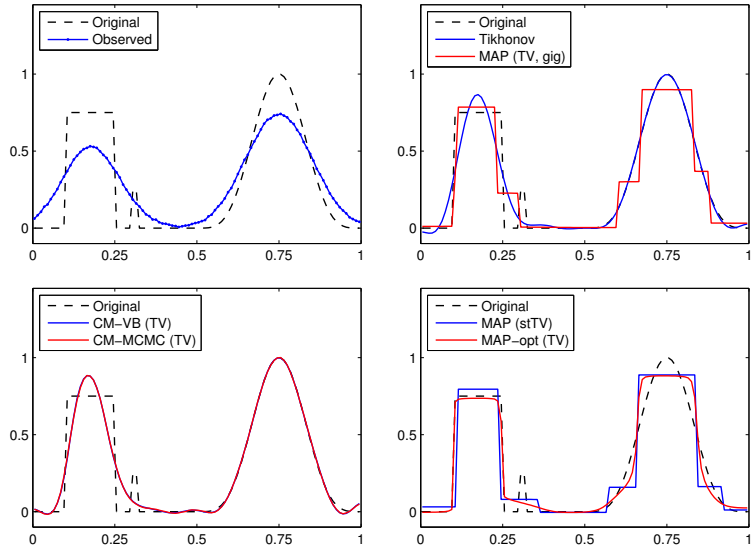 Original
Observed
1
0.5
0
0
0.25
0.5
0.75
1
Original
Tikhonov
MAP (TV, gig)
1
0.5
0
0
0.25
0.5
0.75
1
Original
CM−VB (TV)
CM−MCMC (TV)
1
0.5
0
0
0.25
0.5
0.75
1
Original
MAP (stTV)
MAP−opt (TV)
1
0.5
0
0
0.25
0.5
0.75
1